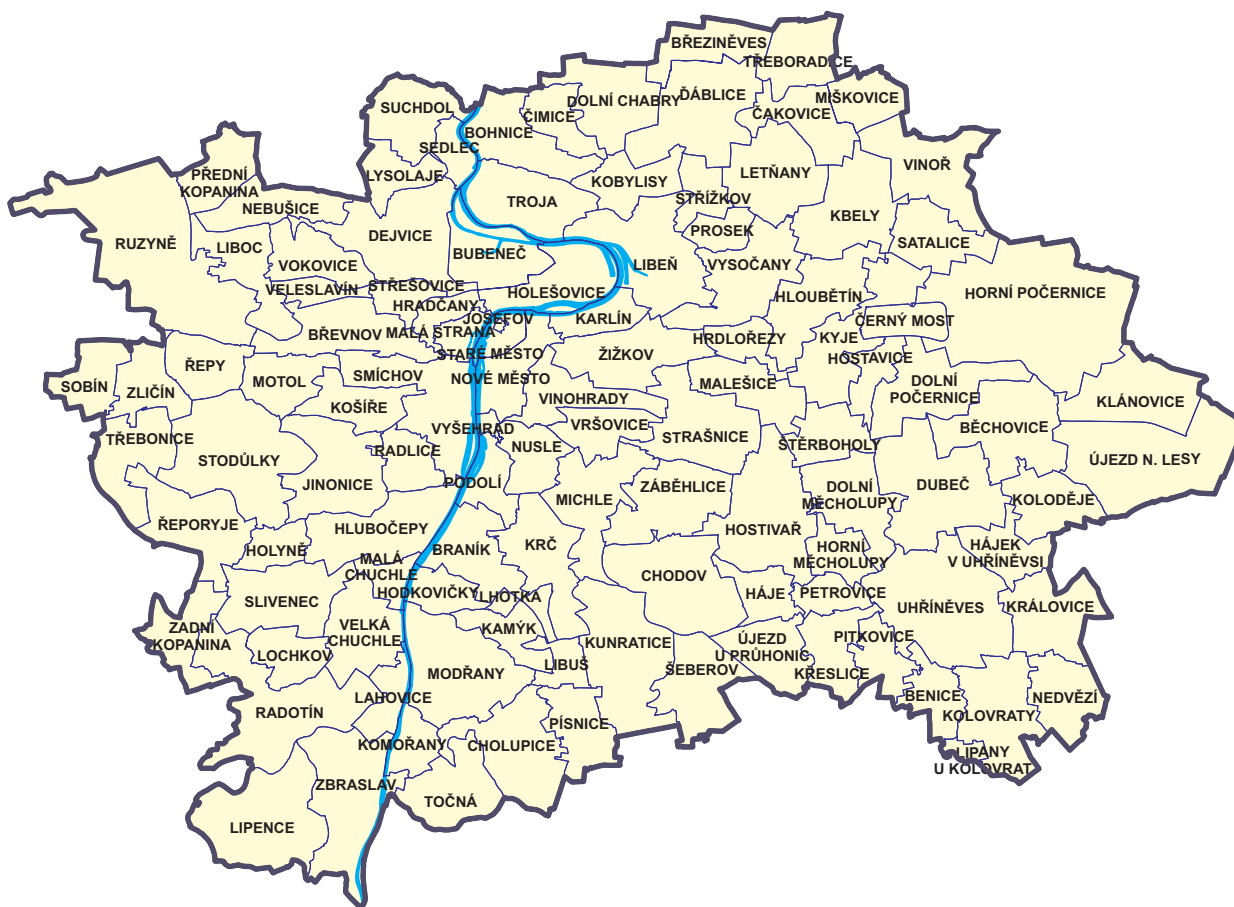 BŘEZINĚVES
TŘEBORADICE
SUCHDOL
DOLNÍ CHABRY
ĎÁBLICE
MIŠKOVICE
ČIMICE
ČAKOVICE
BOHNICE
SEDLEC
VINOŘ
PŘEDNÍ
KOPANINA
LYSOLAJE
KOBYLISY
LETŇANY
NEBUŠICE
TROJA
STŘÍŽKOV
KBELY
RUZYNĚ
LIBOC
DEJVICE
PROSEK
SATALICE
VOKOVICE
BUBENEČ
LIBEŇ
VYSOČANY
VELESLAVÍN
STŘEŠOVICE
HOLEŠOVICE
HLOUBĚTÍN
HORNÍ POČERNICE
HRADČANY
JOSEFOV
KARLÍN
ČERNÝ MOST
BŘEVNOV
MALÁ STRANA
HRDLOŘEZY
KYJE
STARÉ MĚSTO
ŽIŽKOV
HOSTAVICE
ŘEPY
SOBÍN
ZLIČÍN
MOTOL
SMÍCHOV
NOVÉ MĚSTO
MALEŠICE
DOLNÍ
POČERNICE
KOŠÍŘE
VINOHRADY
KLÁNOVICE
TŘEBONICE
VYŠEHRAD
VRŠOVICE
BĚCHOVICE
STODŮLKY
RADLICE
NUSLE
STRAŠNICE
ŠTĚRBOHOLY
ÚJEZD N. LESY
JINONICE
PODOLÍ
MICHLE
ZÁBĚHLICE
DOLNÍ
MĚCHOLUPY
DUBEČ
KOLODĚJE
ŘEPORYJE
HLUBOČEPY
HOSTIVAŘ
HOLYNĚ
MALÁ
CHUCHLE
BRANÍK
KRČ
HORNÍ
MĚCHOLUPY
HÁJEK
V UHŘÍNĚVSI
CHODOV
SLIVENEC
HODKOVIČKY
LHOTKA
HÁJE
PETROVICE
UHŘÍNĚVES
KRÁLOVICE
ZADNÍ
KOPANINA
VELKÁ
CHUCHLE
KAMÝK
KUNRATICE
ÚJEZD
U PRŮHONIC
PITKOVICE
LOCHKOV
MODŘANY
LIBUŠ
ŠEBEROV
KŘESLICE
LAHOVICE
BENICE
NEDVĚZÍ
RADOTÍN
PÍSNICE
KOLOVRATY
KOMOŘANY
CHOLUPICE
LIPANY
U KOLOVRAT
ZBRASLAV
TOČNÁ
LIPENCE